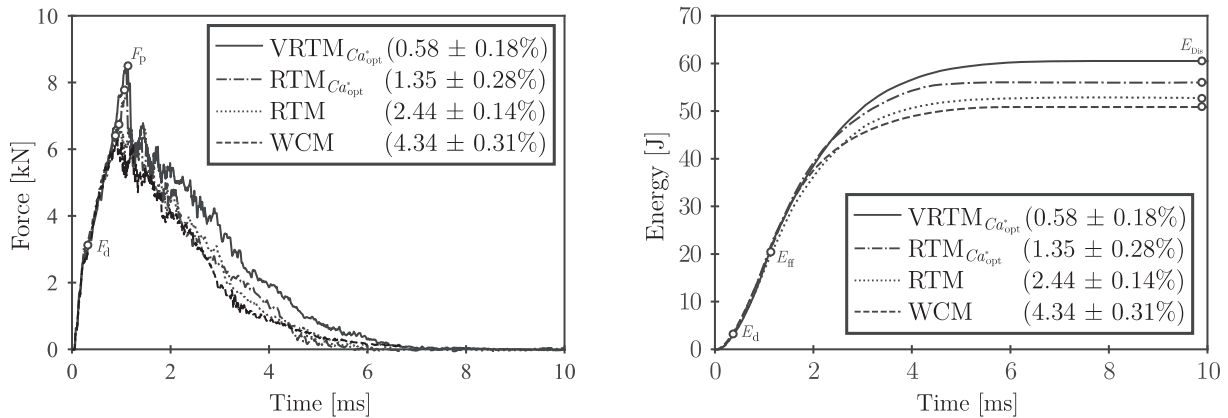 10
8
6
4
2
0
Force [kN]
F_p
F_d
VRTM_{Ca*_opt} (0.58 ± 0.18%)
RTM_{Ca*_opt} (1.35 ± 0.28%)
RTM (2.44 ± 0.14%)
WCM (4.34 ± 0.31%)
0 2 4 6 8 10
Time [ms]
70
60
50
40
30
20
10
0
Energy [J]
E_Dis
E_ff
E_d
VRTM_{Ca*_opt} (0.58 ± 0.18%)
RTM_{Ca*_opt} (1.35 ± 0.28%)
RTM (2.44 ± 0.14%)
WCM (4.34 ± 0.31%)
0 2 4 6 8 10
Time [ms]